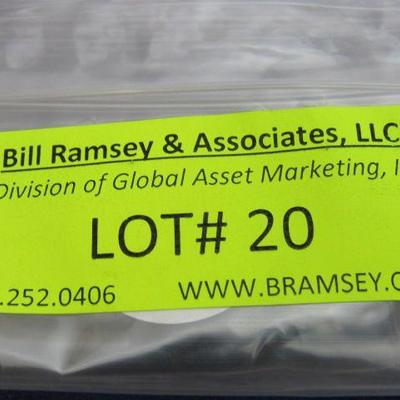 Bill Ramsey & Associates, LLC
Division of Global Asset Marketing, I
LOT# 20
.252.0406 WWW.BRAMSEY.C